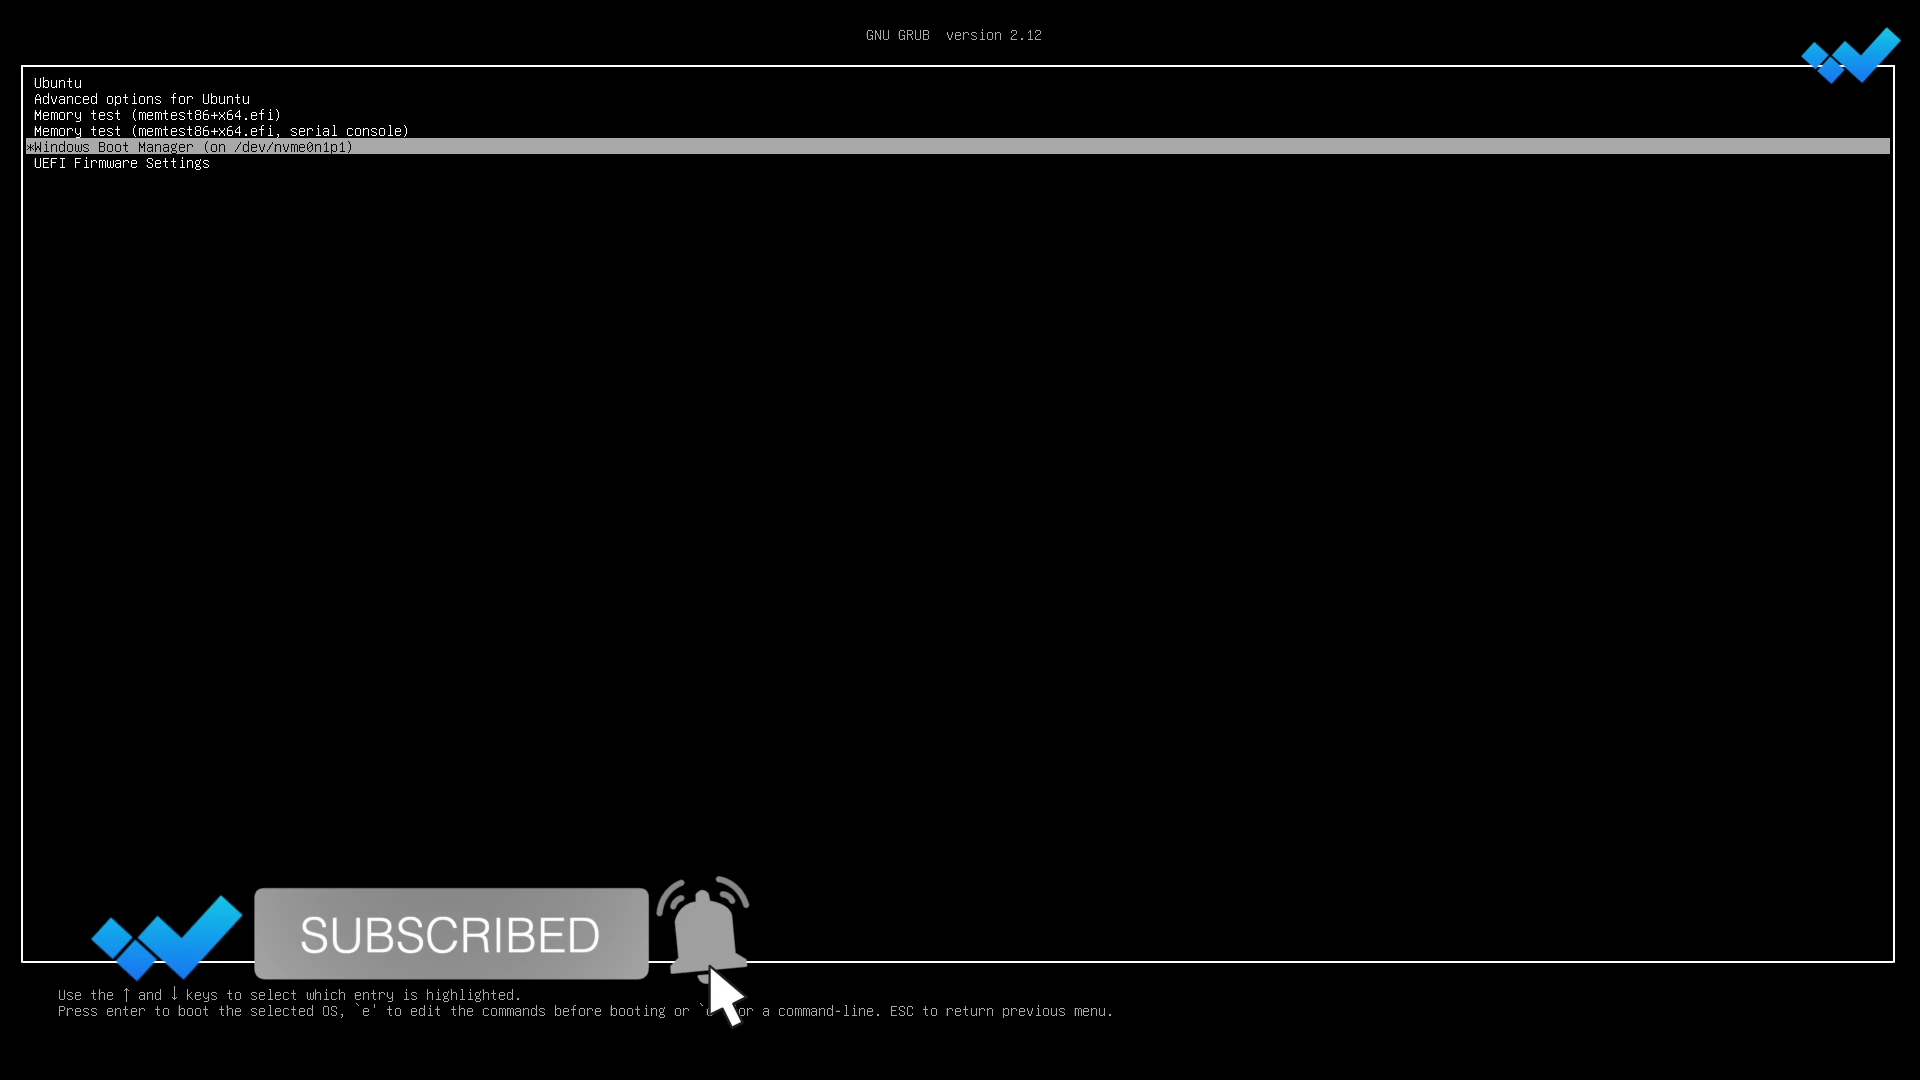 GNU GRUB  version 2.12
Ubuntu
Advanced options for Ubuntu
Memory test (memtest86+x64.efi)
Memory test (memtest86+x64.efi, serial console)
*Windows Boot Manager (on /dev/nvme0n1p1)
UEFI Firmware Settings
SUBSCRIBED
Use the ↑ and ↓ keys to select which entry is highlighted.
Press enter to boot the selected OS, `e' to edit the commands before booting or a command-line. ESC to return previous menu.